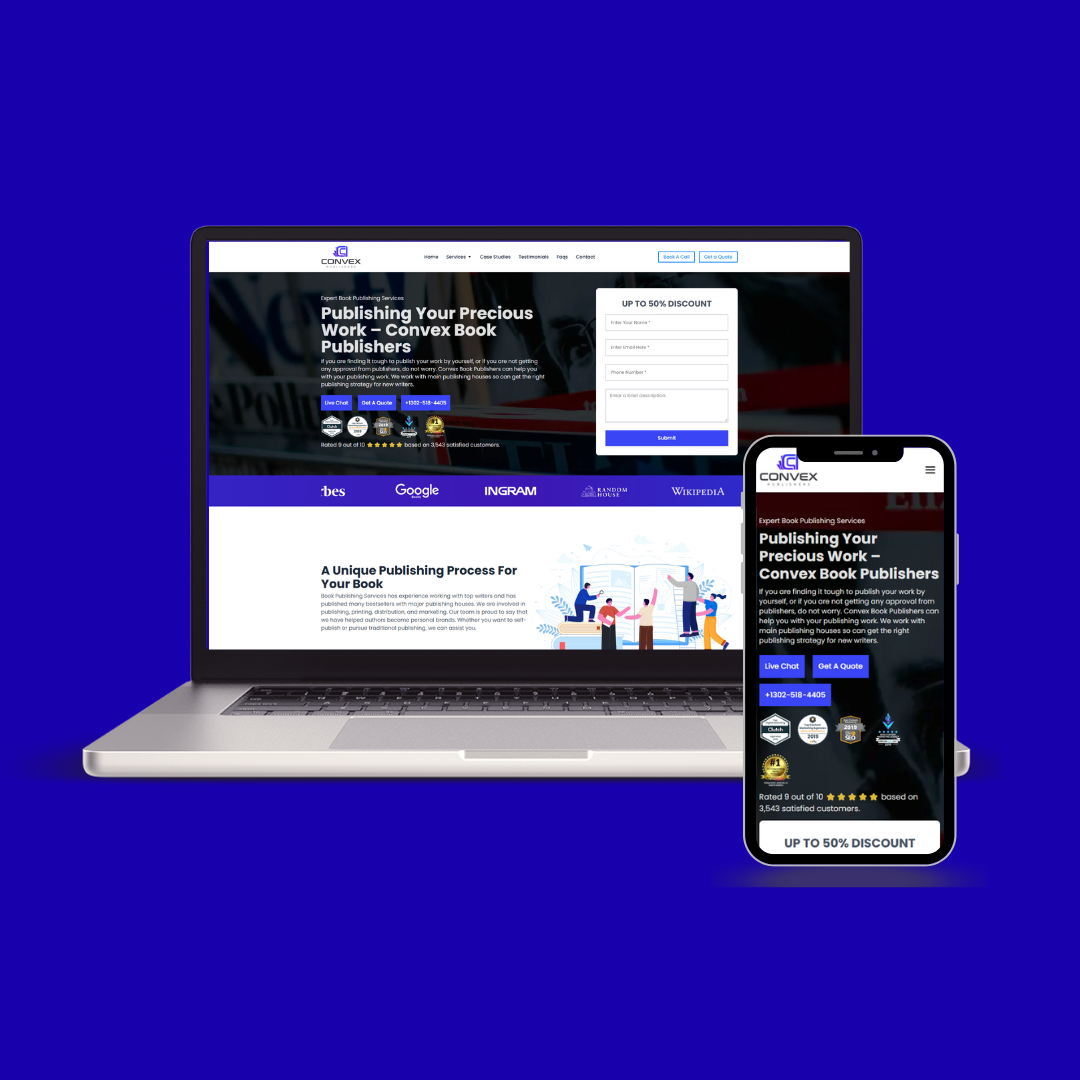 CONVEX
PUBLISHERS
Home Services Case Studies Testimonials Faqs Contact
Book A Call Get a Quote
Expert Book Publishing Services
Publishing Your Precious
Work – Convex Book
Publishers
If you are finding it tough to publish your work by yourself, or if you are not getting
any approval from publishers, do not worry. Convex Book Publishers can help you
with your publishing work. We work with main publishing houses so can get the right
publishing strategy for new writers.
Live Chat Get A Quote +1302-518-4405
Clutch
2019
2019
SEO
#1
Rated 9 out of 10 based on 3,543 satisfied customers.
UP TO 50% DISCOUNT
Enter Your Name *
Enter Email Here *
Phone Number *
Enter a brief description
Submit
rbes
Google
INGRAM
RANDOM
HOUSE
WIKIPEDIA
A Unique Publishing Process For
Your Book
Book Publishing Services has experience working with top writers and has
published many bestsellers with major publishing houses. We are involved in
publishing, printing, distribution, and marketing. Our team is proud to say that
we have helped authors become personal brands. Whether you want to self-
publish or pursue traditional publishing, we can assist you.
CONVEX
PUBLISHERS
Expert Book Publishing Services
Publishing Your
Precious Work –
Convex Book Publishers
If you are finding it tough to publish your work by
yourself, or if you are not getting any approval from
publishers, do not worry. Convex Book Publishers can
help you with your publishing work. We work with
main publishing houses so can get the right
publishing strategy for new writers.
Live Chat Get A Quote
+1302-518-4405
Clutch
2019
2019
SEO
#1
Rated 9 out of 10 based on
3,543 satisfied customers.
UP TO 50% DISCOUNT